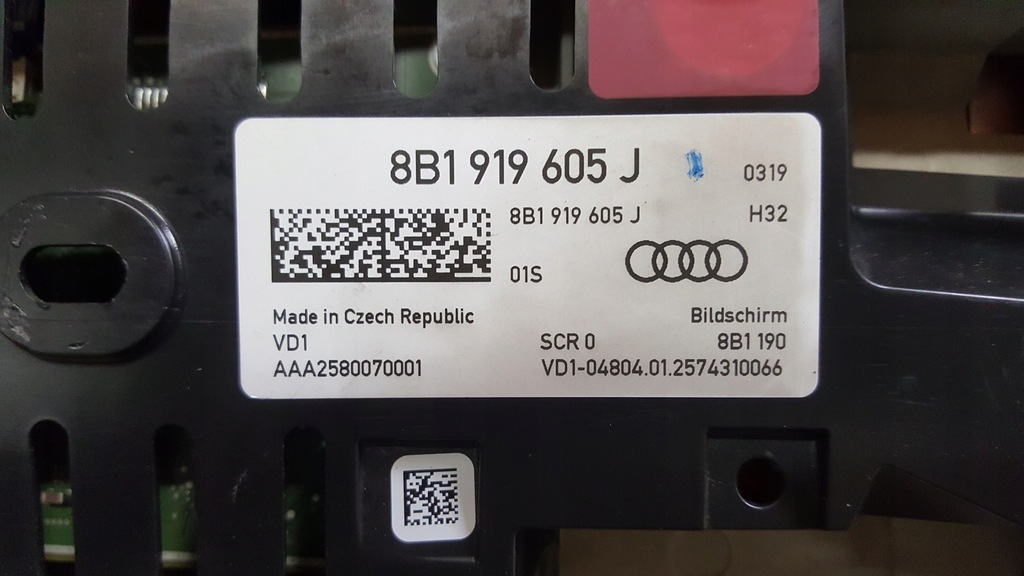 8B1 919 605 J
0319
8B1 919 605 J
H32
01S
Made in Czech Republic
Bildschirm
VD1
SCR 0
8B1 190
AAA2580070001
VD1-04804.01.2574310066